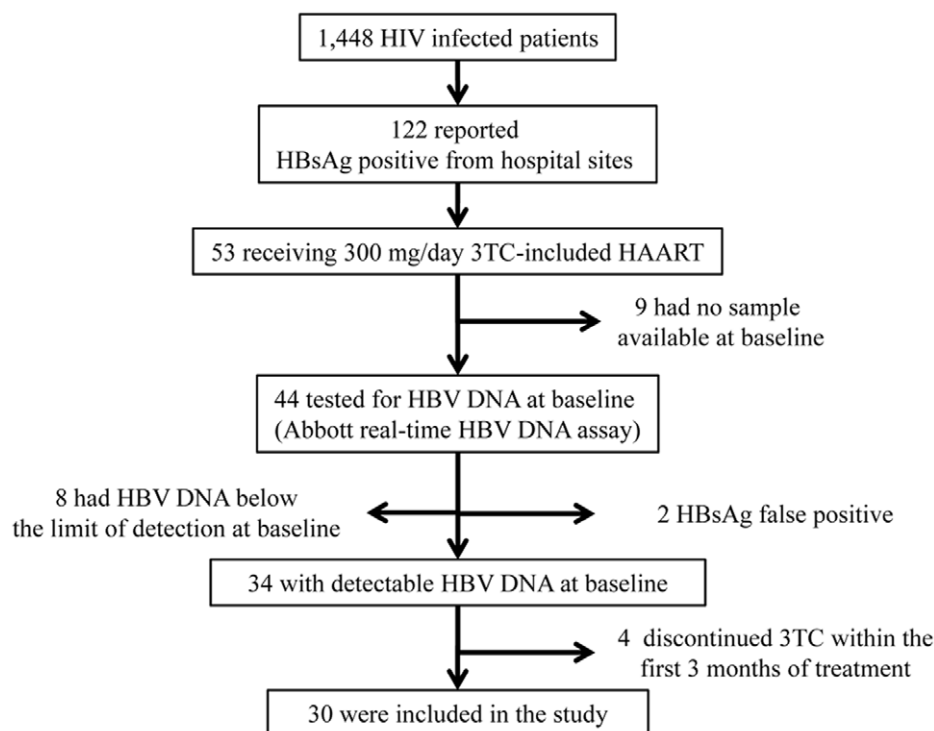 1,448 HIV infected patients
122 reported
HBsAg positive from hospital sites
53 receiving 300 mg/day 3TC-included HAART
9 had no sample
available at baseline
44 tested for HBV DNA at baseline
(Abbott real-time HBV DNA assay)
8 had HBV DNA below
the limit of detection at baseline
2 HBsAg false positive
34 with detectable HBV DNA at baseline
4 discontinued 3TC within the
first 3 months of treatment
30 were included in the study